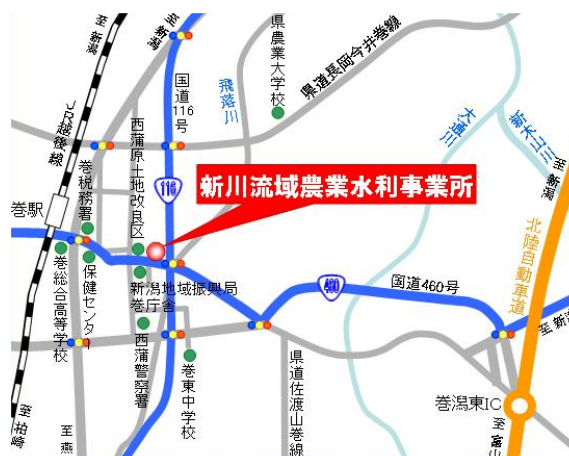 至新潟
至新潟
県農業大学校
県道長岡今井巻線
JR越後線
国道116号
飛落川
大通川
新木山川
至新潟
西蒲原土地改良区
巻税務署
116
新川流域農業水利事業所
巻駅
北陸自動車道
460
国道460号
保健センター
新潟地域振興局
巻庁舎
巻総合高等学校
西蒲警察署
巻東中学校
県道佐渡山巻線
至新潟
巻潟東IC
至柏崎
至燕
至富山